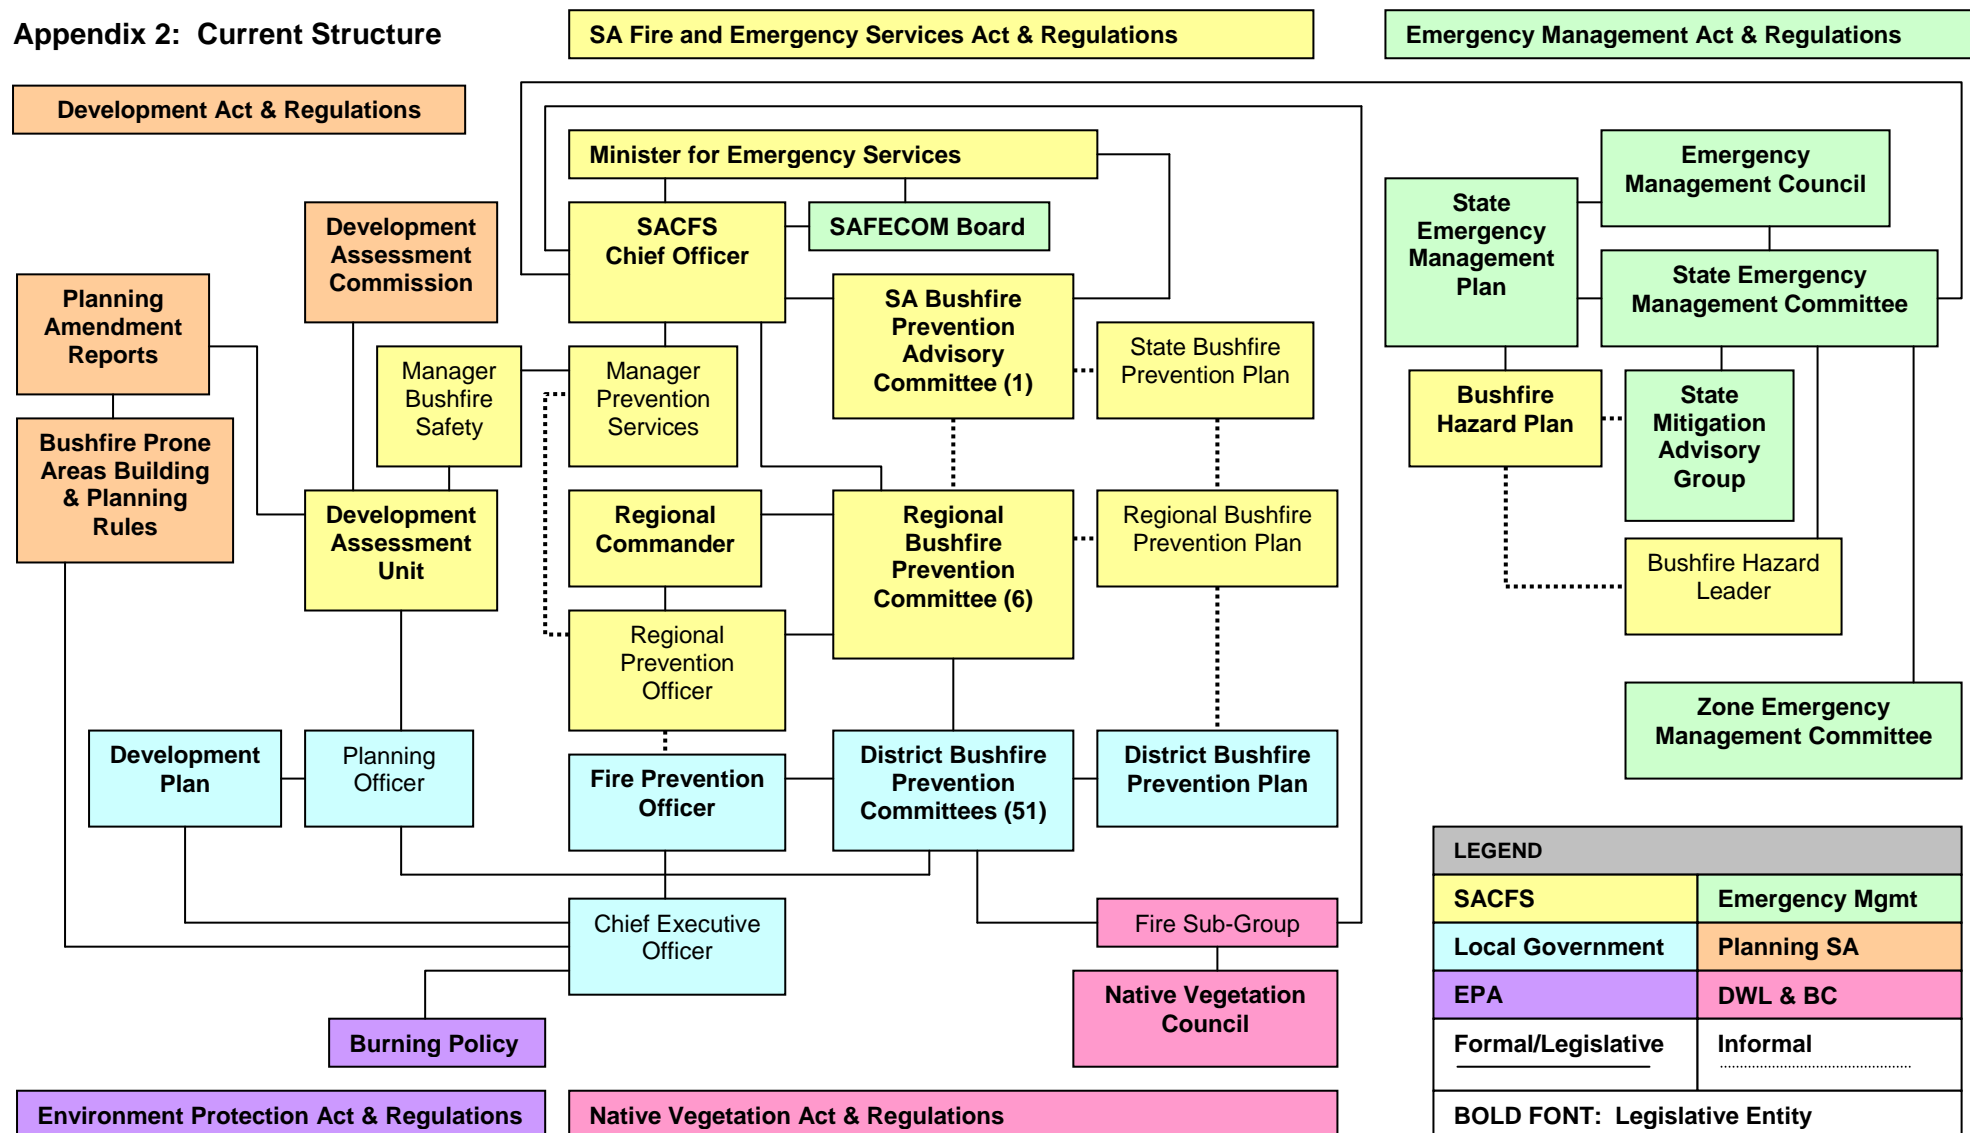 Appendix 2: Current Structure
SA Fire and Emergency Services Act & Regulations
Emergency Management Act & Regulations
Development Act & Regulations
Minister for Emergency Services
Emergency
Management Council
State
Emergency
Management
Plan
Development
Assessment
Commission
SACFS
Chief Officer
SAFECOM Board
State Emergency
Management Committee
Planning
Amendment
Reports
SA Bushfire
Prevention
Advisory
Committee (1)
State Bushfire
Prevention Plan
Manager
Bushfire
Safety
Manager
Prevention
Services
Bushfire
Hazard Plan
State
Mitigation
Advisory
Group
Bushfire Prone
Areas Building
& Planning
Rules
Development
Assessment
Unit
Regional
Commander
Regional
Bushfire
Prevention
Committee (6)
Regional Bushfire
Prevention Plan
Bushfire Hazard
Leader
Regional
Prevention
Officer
Zone Emergency
Management Committee
Development
Plan
Planning
Officer
Fire Prevention
Officer
District Bushfire
Prevention
Committees (51)
District Bushfire
Prevention Plan
Chief Executive
Officer
Fire Sub-Group
Native Vegetation
Council
Burning Policy
LEGEND
SACFS
Emergency Mgmt
Local Government
Planning SA
EPA
DWL & BC
Formal/Legislative
Informal
BOLD FONT: Legislative Entity
Environment Protection Act & Regulations
Native Vegetation Act & Regulations